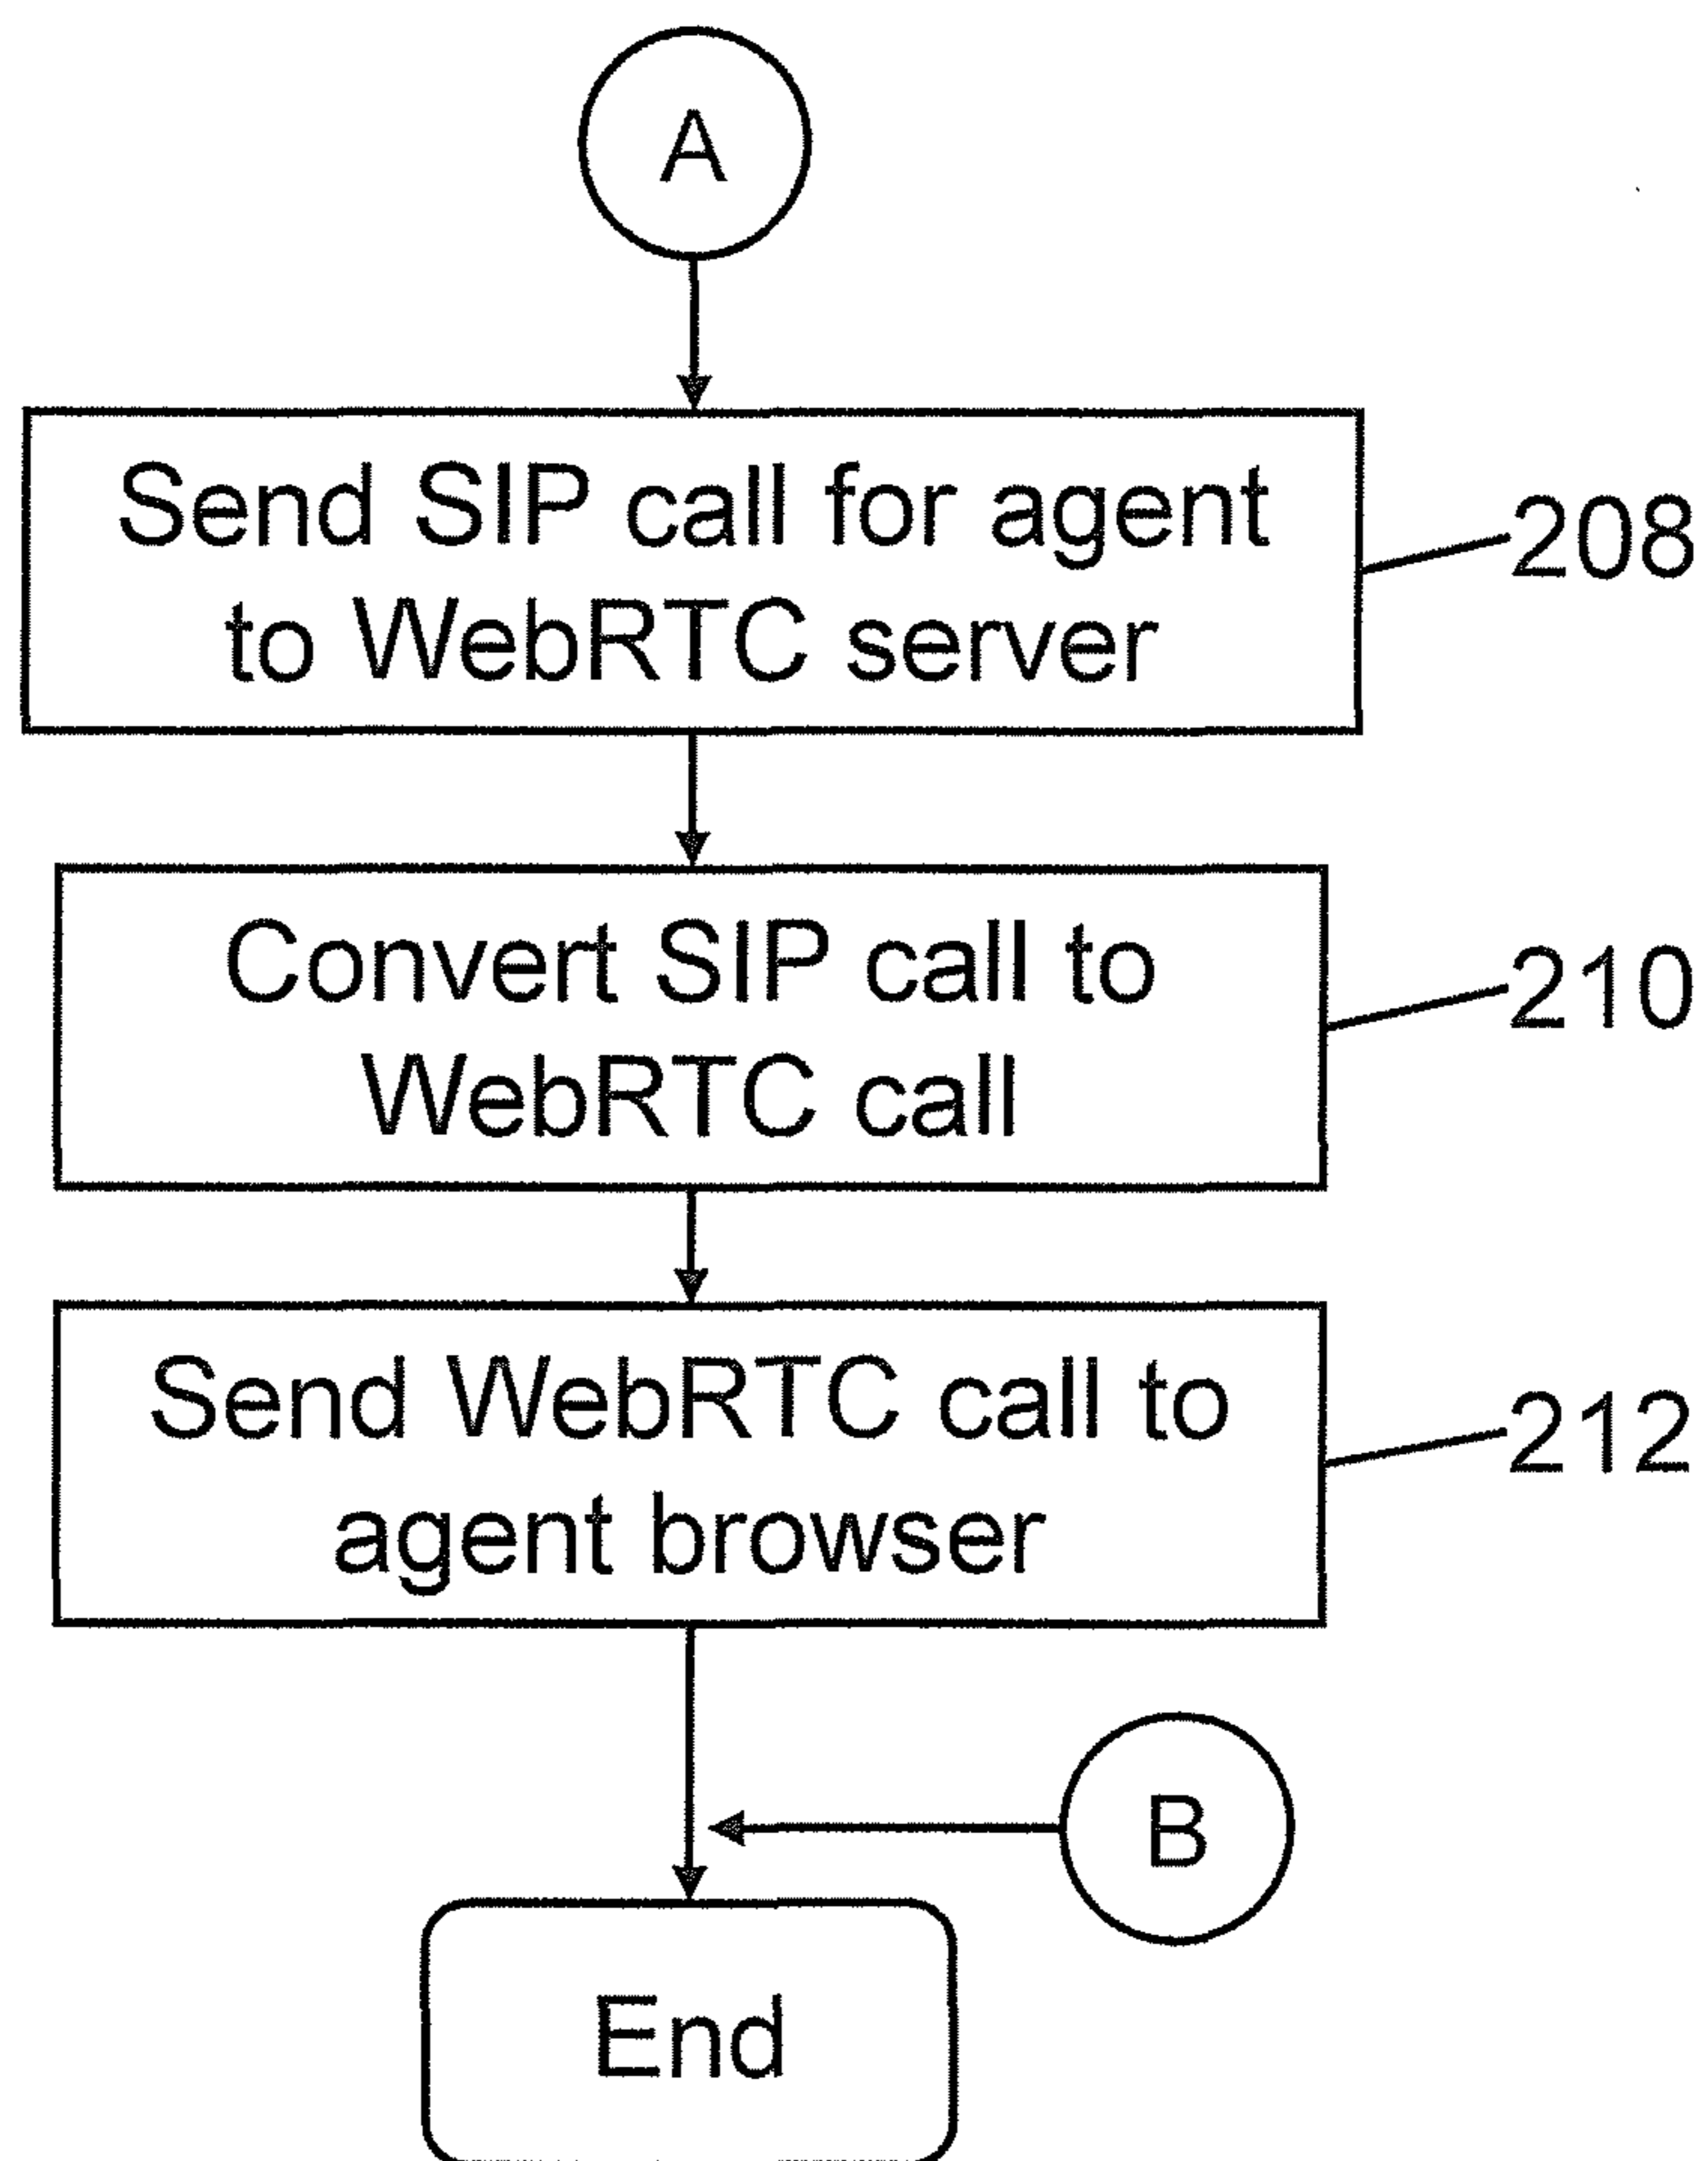 A
Send SIP call for agent
to WebRTC server
208
Convert SIP call to
WebRTC call
210
Send WebRTC call to
agent browser
212
B
End